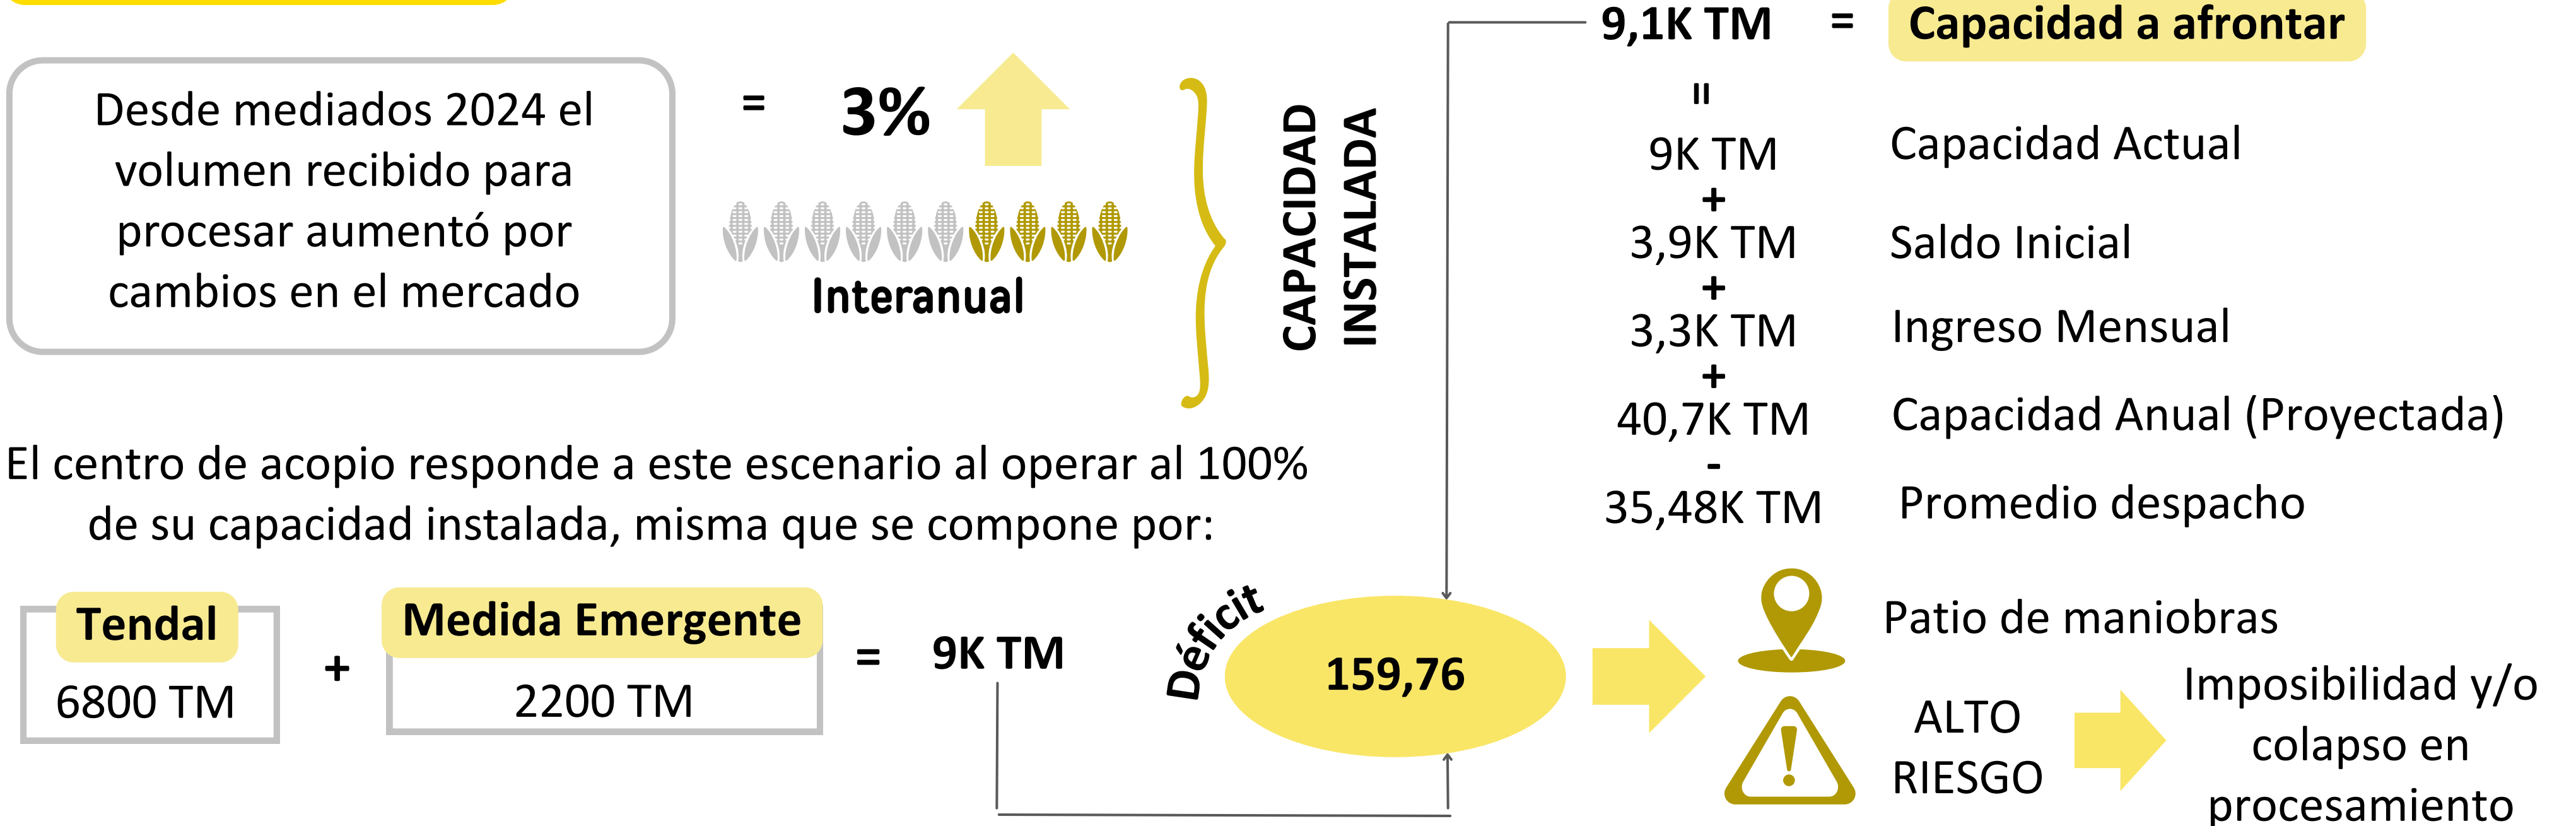 Desde mediados 2024 el
volumen recibido para
procesar aumentó por
cambios en el mercado
=
3%
Interanual
CAPACIDAD
INSTALADA
9,1K TM = Capacidad a afrontar
=
9K TM Capacidad Actual
+
3,9K TM Saldo Inicial
+
3,3K TM Ingreso Mensual
+
40,7K TM Capacidad Anual (Proyectada)
-
35,48K TM Promedio despacho
El centro de acopio responde a este escenario al operar al 100%
de su capacidad instalada, misma que se compone por:
Tendal
6800 TM
+
Medida Emergente
2200 TM
=
9K TM
Déficit
159,76
Patio de maniobras
ALTO
RIESGO
Imposibilidad y/o
colapso en
procesamiento